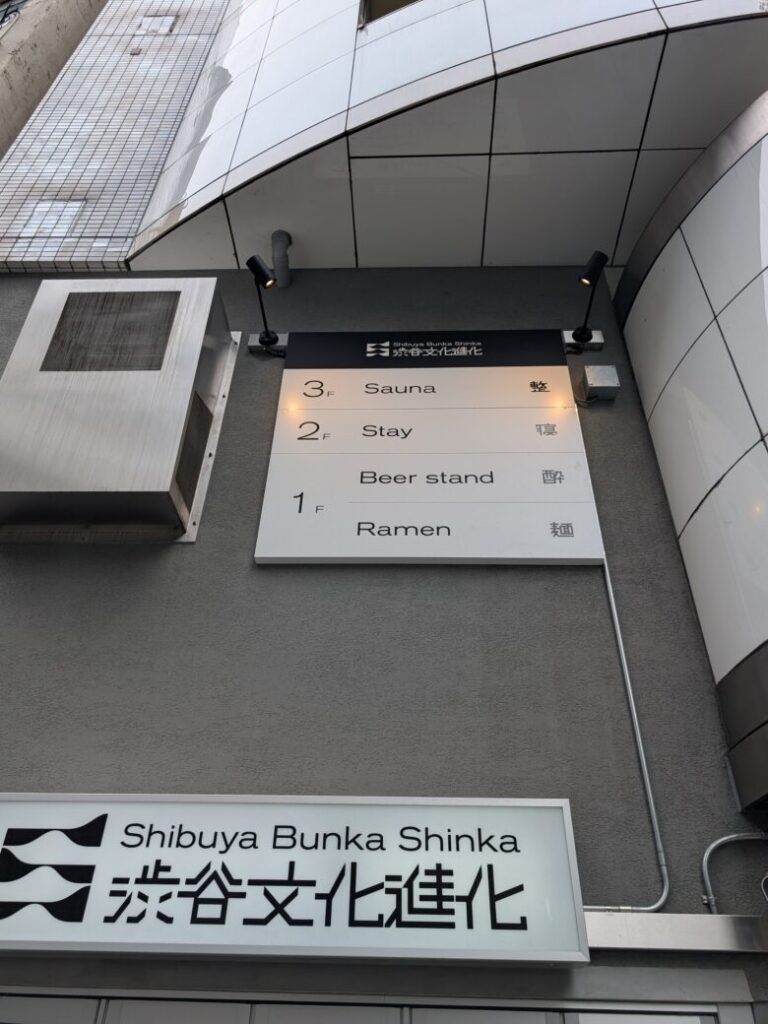 Shibuya Bunka Shinka
渋谷文化進化
3F Sauna 整
2F Stay 寝
1F Beer stand 酔
Ramen 麺
Shibuya Bunka Shinka
渋谷文化進化